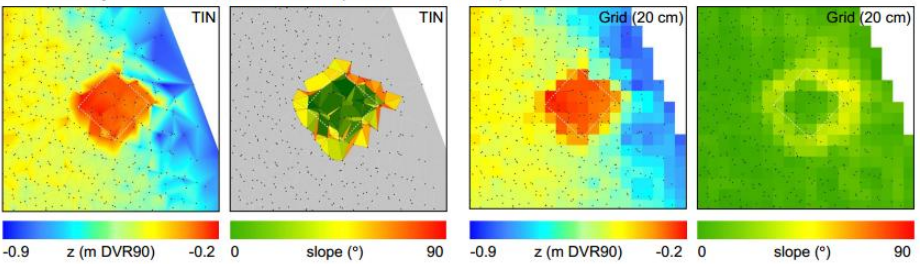 TIN
TIN
Grid (20 cm)
Grid (20 cm)
-0.9 z (m DVR90) -0.2
0 slope (°) 90
-0.9 z (m DVR90) -0.2
0 slope (°) 90